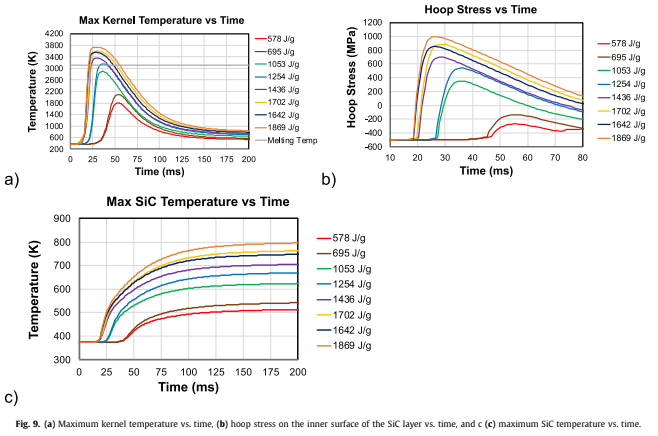 Max Kernel Temperature vs Time
Temperature (K)
4200
3800
3400
3000
2600
2200
1800
1400
1000
600
200
0 25 50 75 100 125 150 175 200
Time (ms)
578 J/g
695 J/g
1053 J/g
1254 J/g
1436 J/g
1702 J/g
1642 J/g
1869 J/g
Melting Temp
a)
Hoop Stress vs Time
Hoop Stress (MPa)
1200
1000
800
600
400
200
0
-200
-400
-600
10 20 30 40 50 60 70 80
Time (ms)
578 J/g
695 J/g
1053 J/g
1254 J/g
1436 J/g
1702 J/g
1642 J/g
1869 J/g
b)
Max SiC Temperature vs Time
Temperature (K)
900
800
700
600
500
400
300
0 25 50 75 100 125 150 175 200
Time (ms)
578 J/g
695 J/g
1053 J/g
1254 J/g
1436 J/g
1702 J/g
1642 J/g
1869 J/g
c)
Fig. 9. (a) Maximum kernel temperature vs. time, (b) hoop stress on the inner surface of the SiC layer vs. time, and c (c) maximum SiC temperature vs. time.